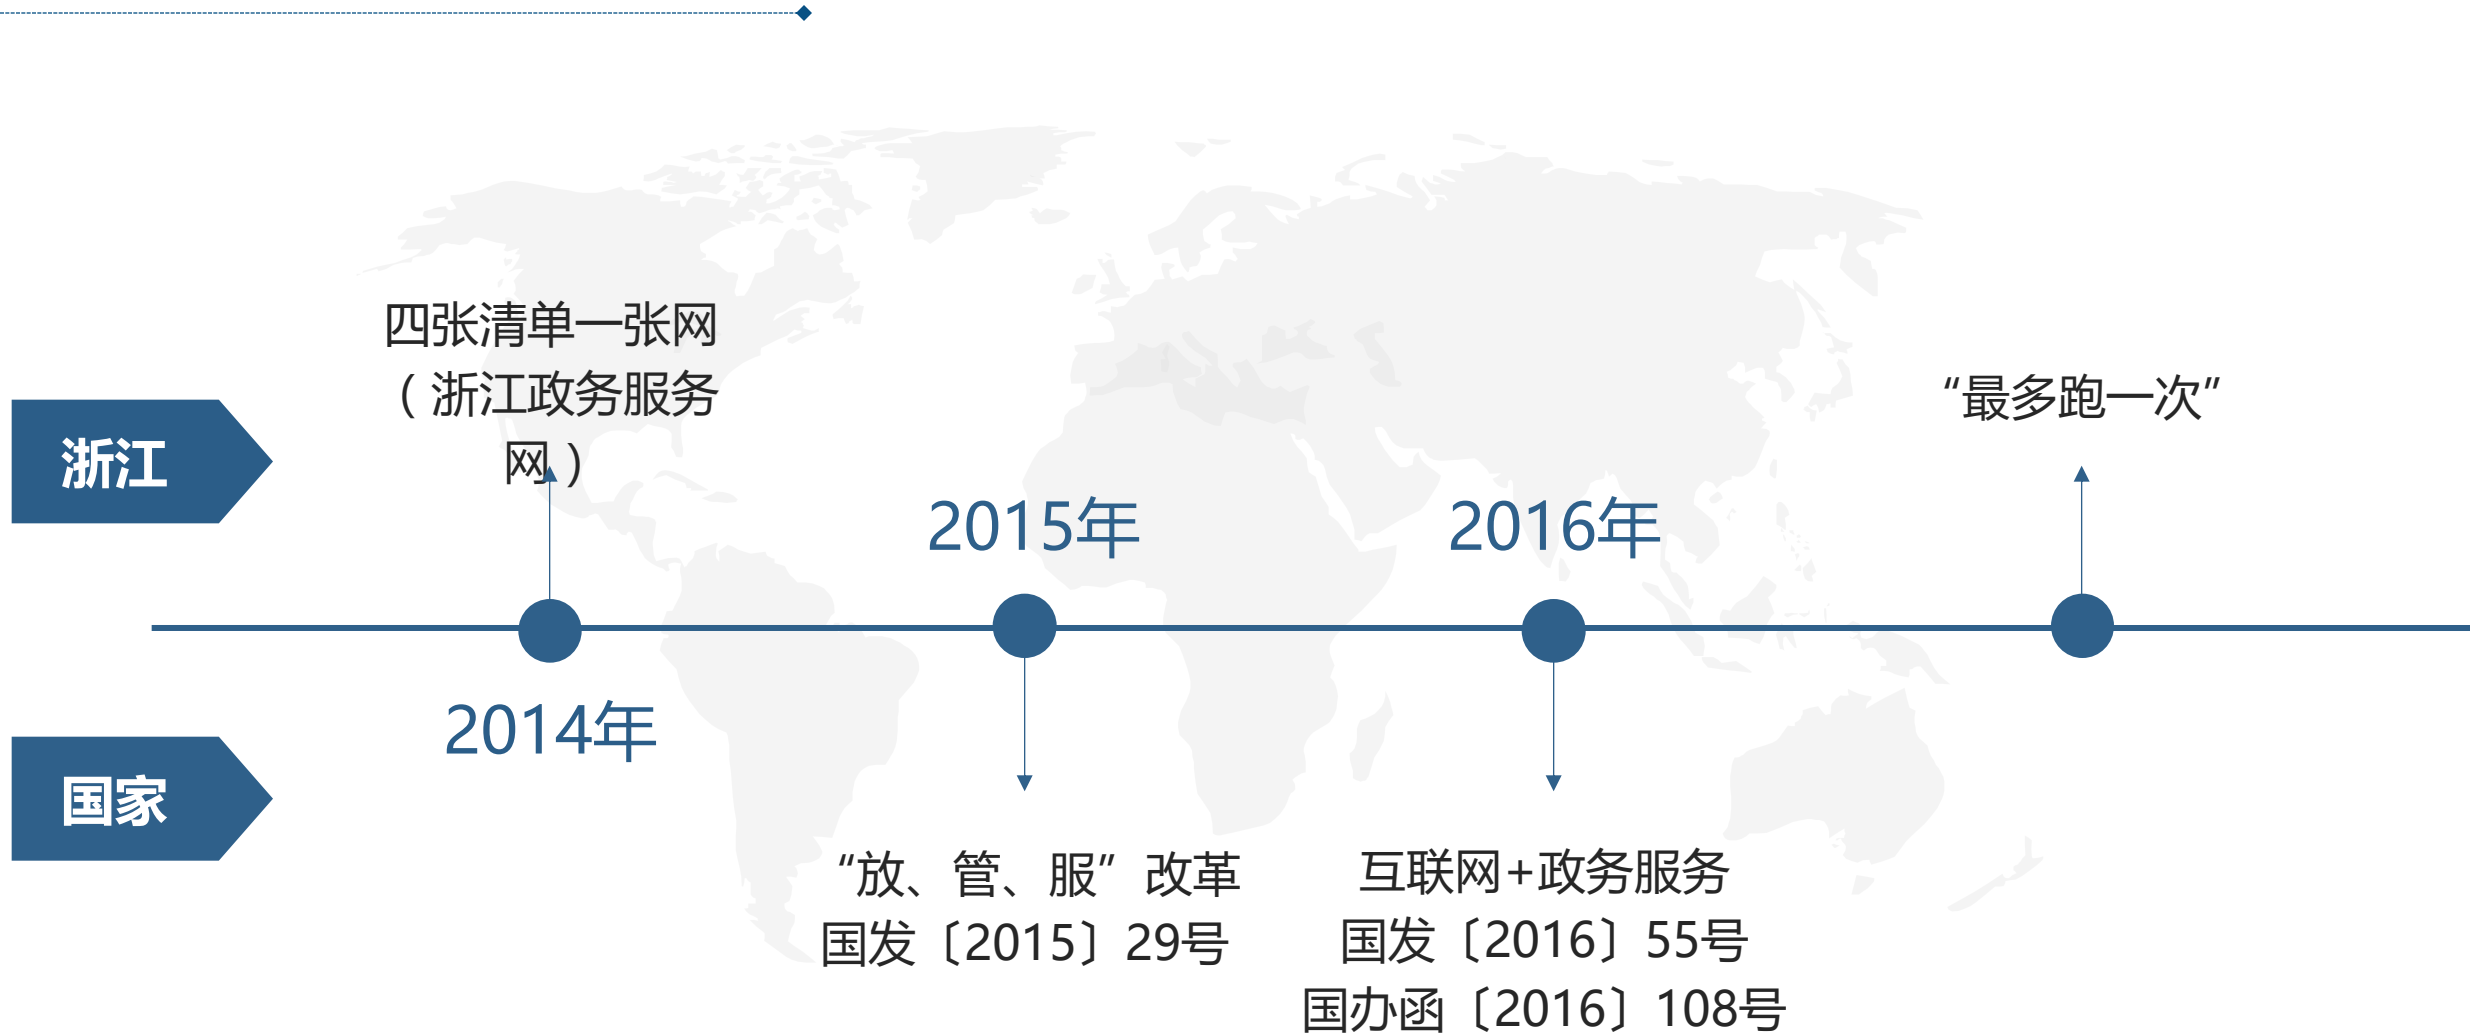 四张清单一张网
（浙江政务服务
网）
“最多跑一次”
浙江
2015年
2016年
2014年
国家
“放、管、服”改革
国发〔2015〕29号
互联网+政务服务
国发〔2016〕55号
国办函〔2016〕108号